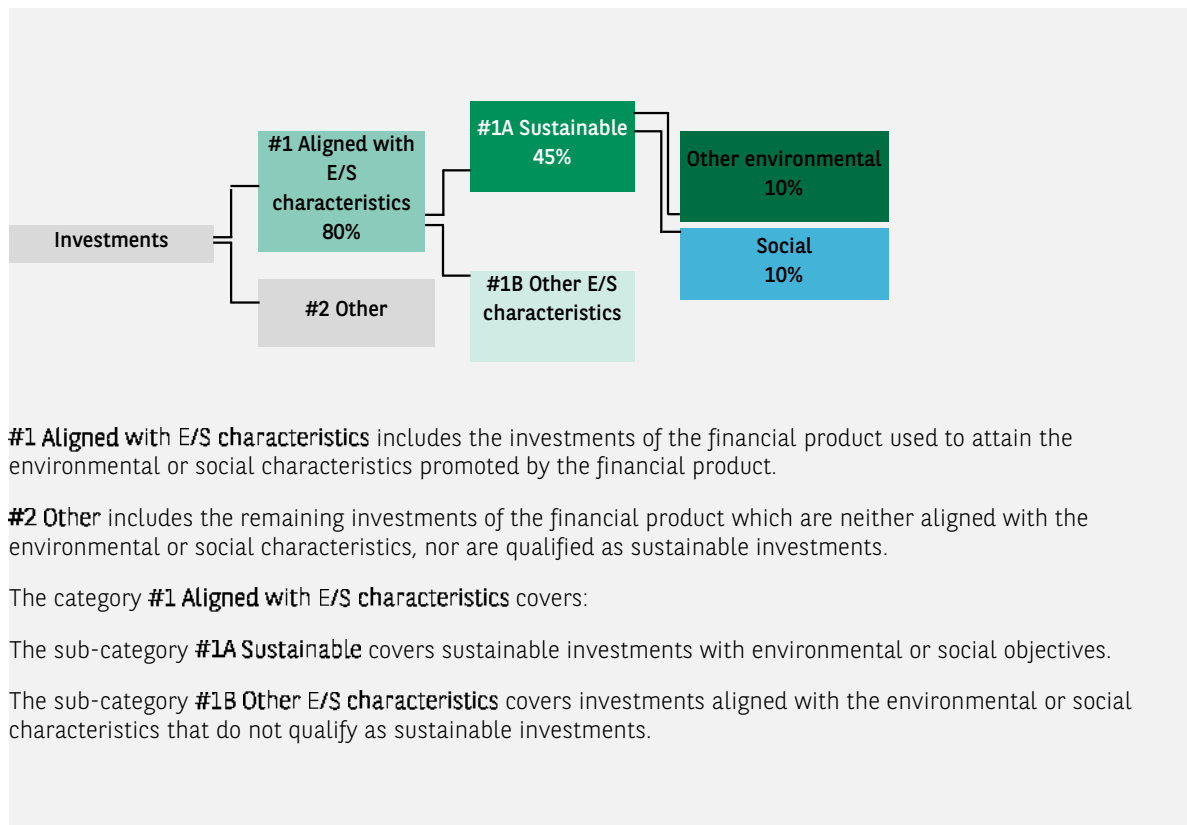 Investments
#1 Aligned with
E/S
characteristics
80%
#2 Other
#1A Sustainable
45%
#1B Other E/S
characteristics
Other environmental
10%
Social
10%
#1 Aligned with E/S characteristics includes the investments of the financial product used to attain the
environmental or social characteristics promoted by the financial product.
#2 Other includes the remaining investments of the financial product which are neither aligned with the
environmental or social characteristics, nor are qualified as sustainable investments.
The category #1 Aligned with E/S characteristics covers:
The sub-category #1A Sustainable covers sustainable investments with environmental or social objectives.
The sub-category #1B Other E/S characteristics covers investments aligned with the environmental or social
characteristics that do not qualify as sustainable investments.